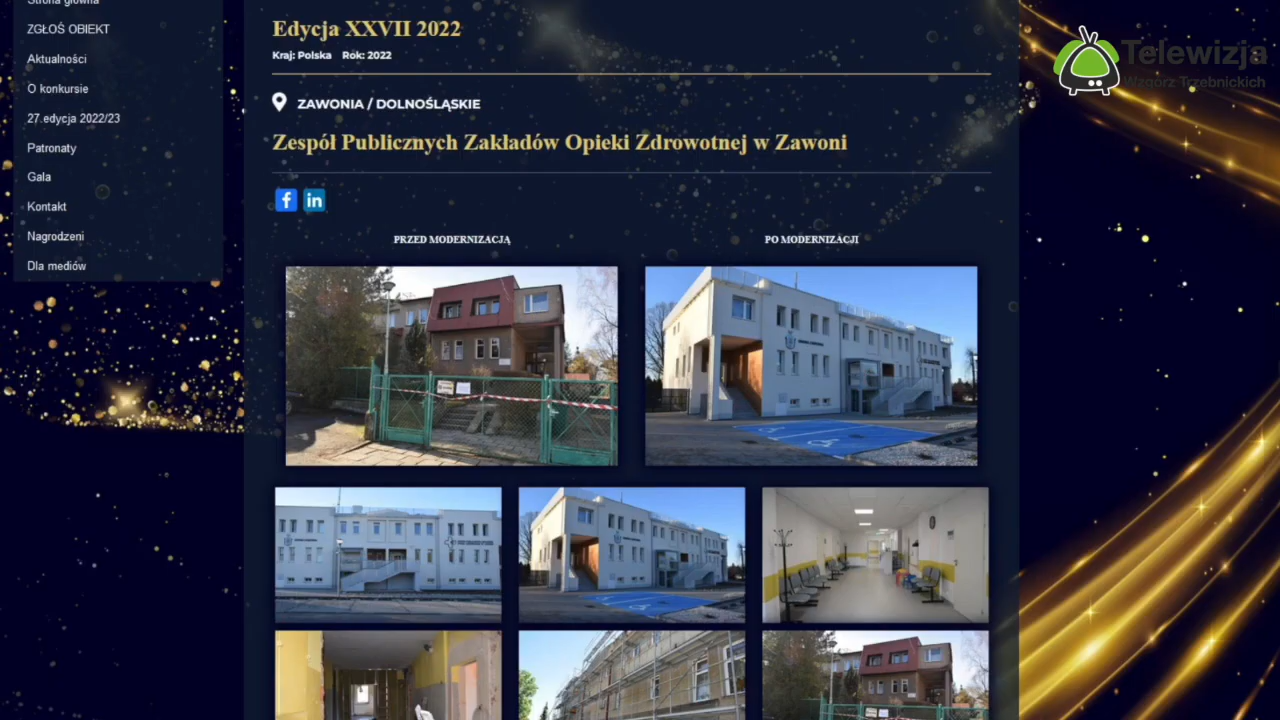 Strona główna
ZGŁOŚ OBIEKT
Aktualności
O konkursie
27.edycja 2022/23
Patronaty
Gala
Kontakt
Nagrodzeni
Dla mediów
Edycja XXVII 2022
Kraj: Polska Rok: 2022
ZAWONIA / DOLNOŚLĄSKIE
Zespół Publicznych Zakładów Opieki Zdrowotnej w Zawoni
f in
PRZED MODERNIZACJĄ
PO MODERNIZACJI
Telewizja
Wzgórz Trzebnickich